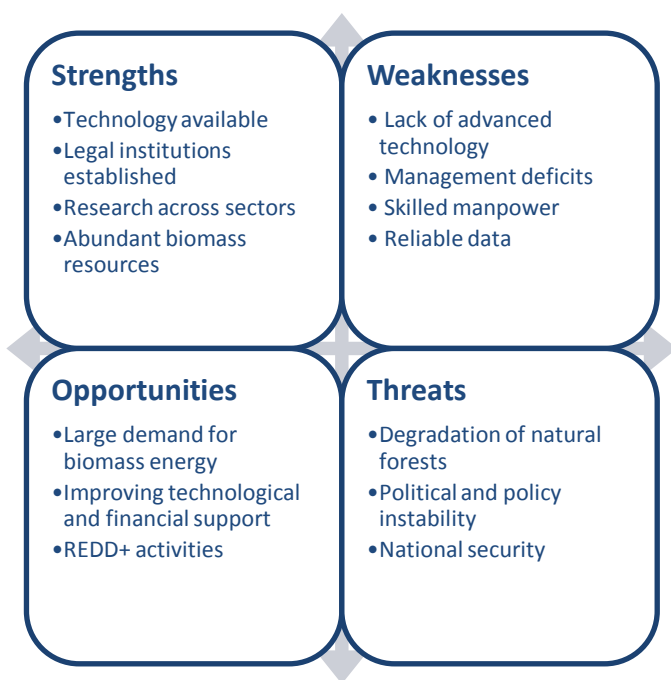 Strengths
•Technology available
•Legal institutions
established
•Research across sectors
•Abundant biomass
resources
Weaknesses
• Lack of advanced
technology
• Management deficits
• Skilled manpower
• Reliable data
Opportunities
•Large demand for
biomass energy
•Improving technological
and financial support
•REDD+ activities
Threats
•Degradation of natural
forests
•Political and policy
instability
•National security